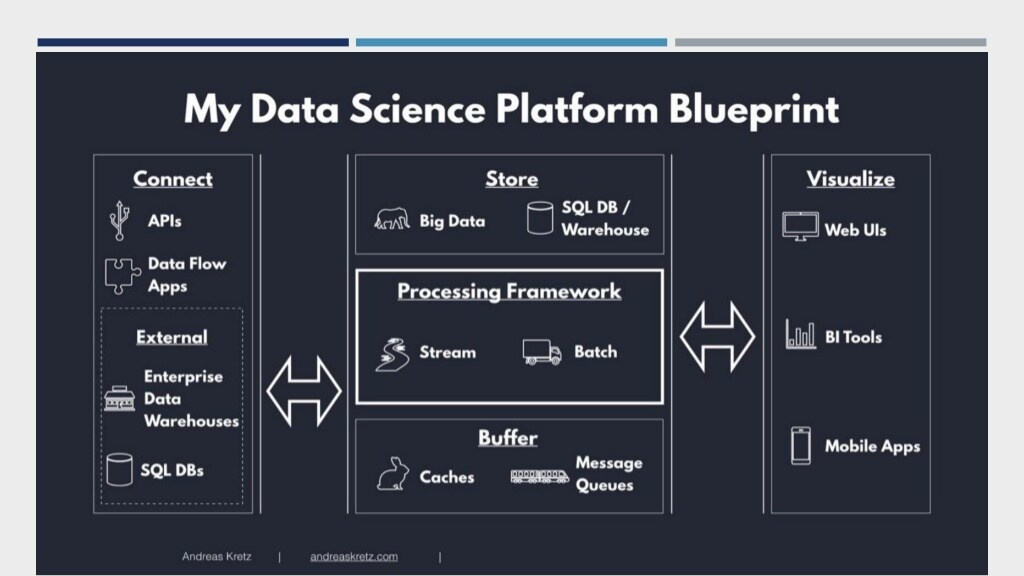 My Data Science Platform Blueprint
Connect
APIs
Data Flow
Apps
External
Enterprise
Data
Warehouses
SQL DBs
Store
Big Data
SQL DB /
Warehouse
Processing Framework
Stream
Batch
Buffer
Caches
Message
Queues
Visualize
Web UIs
BI Tools
Mobile Apps
Andreas Kretz | andreaskretz.com |